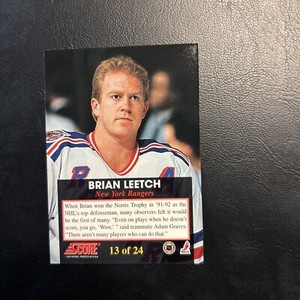 R A
BRIAN LEETCH
New York Rangers
When Brian won the Norris Trophy in '91-92 as the
NHL's top defenseman, many observers felt it would
be the first of many. "Even on plays when he doesn't
score, you go, 'Wow,' " said teammate Adam Graves.
"There aren't many players who can do that."
SCORE
13 of 24